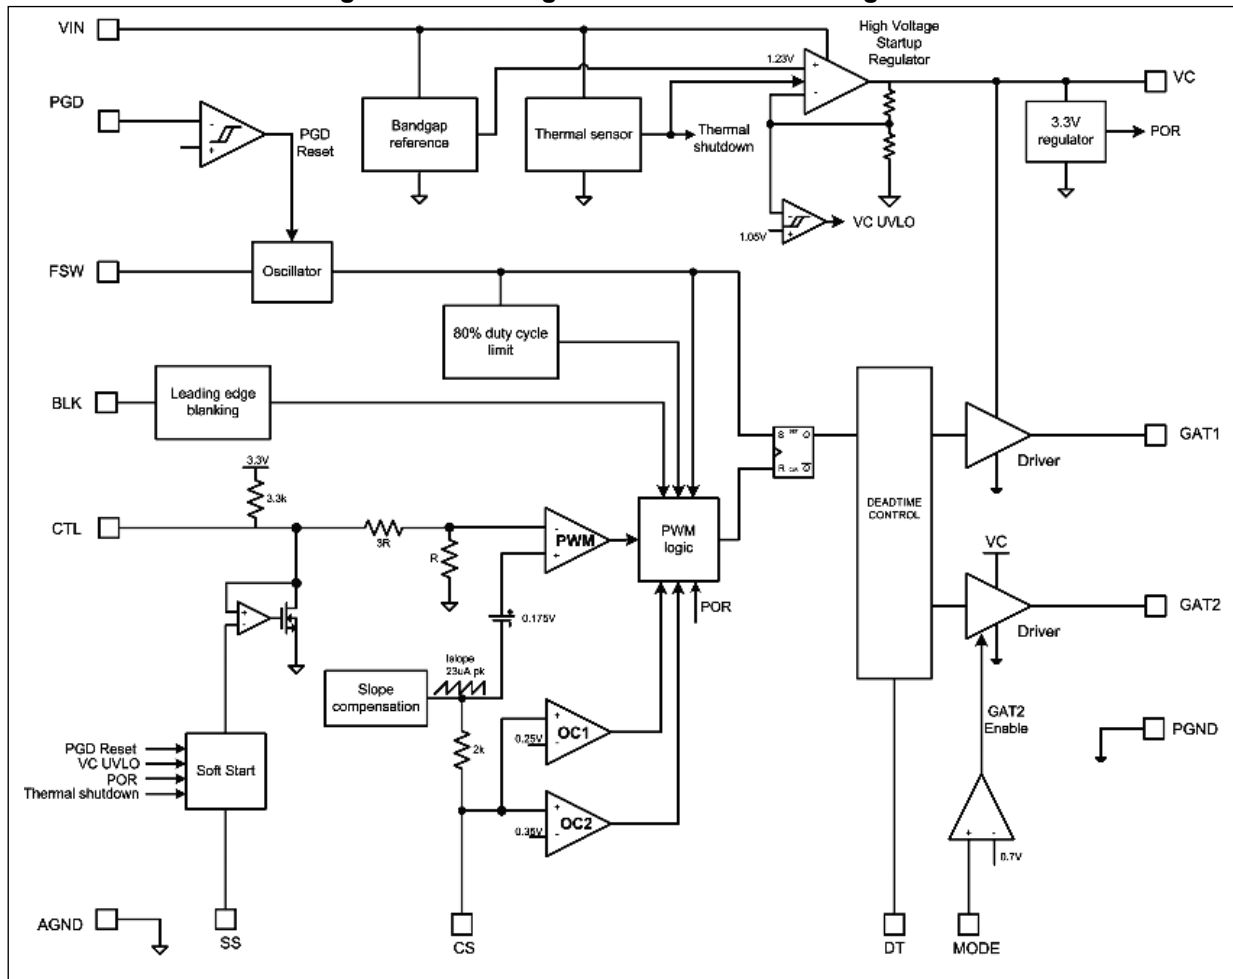 VIN
High Voltage
Startup
Regulator
1.23V
+
-
VC
PGD
-
+
PGD
Reset
Bandgap
reference
Thermal sensor
Thermal
shutdown
3.3V
regulator
POR
-
+
1.05V
VC UVLO
FSW
Oscillator
80% duty cycle
limit
BLK
Leading edge
blanking
S
Q
R
Q
GAT1
Driver
3.3V
3.3k
CTL
3R
R
-
+
PWM
PWM
logic
DEADTIME
CONTROL
VC
POR
0.175V
+
-
GAT2
Driver
Islope
23uA pk
Slope
compensation
2k
+
-
OC1
0.25V
GAT2
Enable
PGND
PGD Reset
VC UVLO
POR
Thermal shutdown
Soft Start
+
-
OC2
0.35V
+
-
0.7V
AGND
SS
CS
DT
MODE